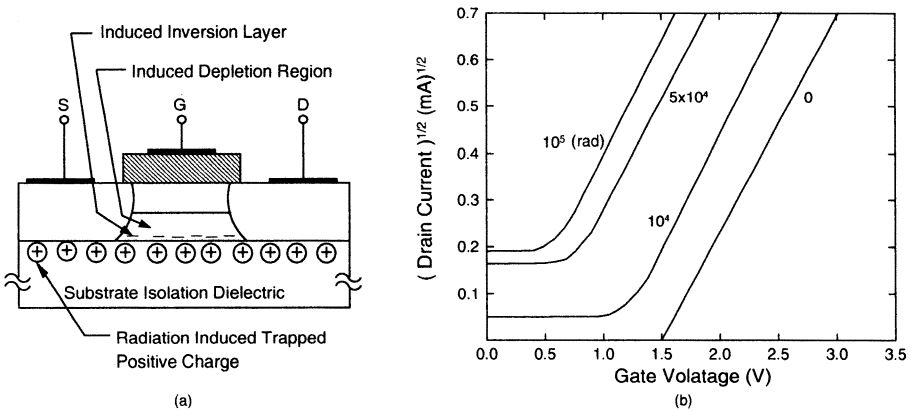 (a)
Induced Inversion Layer
Induced Depletion Region
S
G
D
+ + + + + + + + + + +
Substrate Isolation Dielectric
Radiation Induced Trapped
Positive Charge
(a)
(b)
0.7
0.6
0.5
0.4
0.3
0.2
0.1
( Drain Current )1/2 (mA)1/2
10⁵ (rad)
5x10⁴
10⁴
0
0.0 0.5 1.0 1.5 2.0 2.5 3.0 3.5
Gate Volatage (V)
(b)